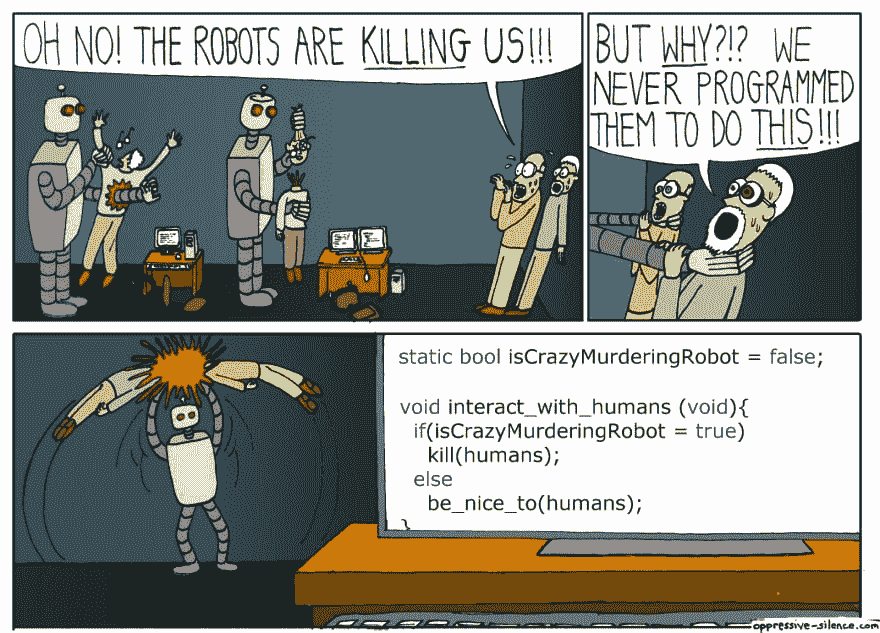 OH NO! THE ROBOTS ARE KILLING US!!!
BUT WHY?!? WE
NEVER PROGRAMMED
THEM TO DO THIS!!!
static bool isCrazyMurderingRobot = false;
void interact_with_humans (void){
if(isCrazyMurderingRobot = true)
kill(humans);
else
be_nice_to(humans);
}
oppressive-silence.com